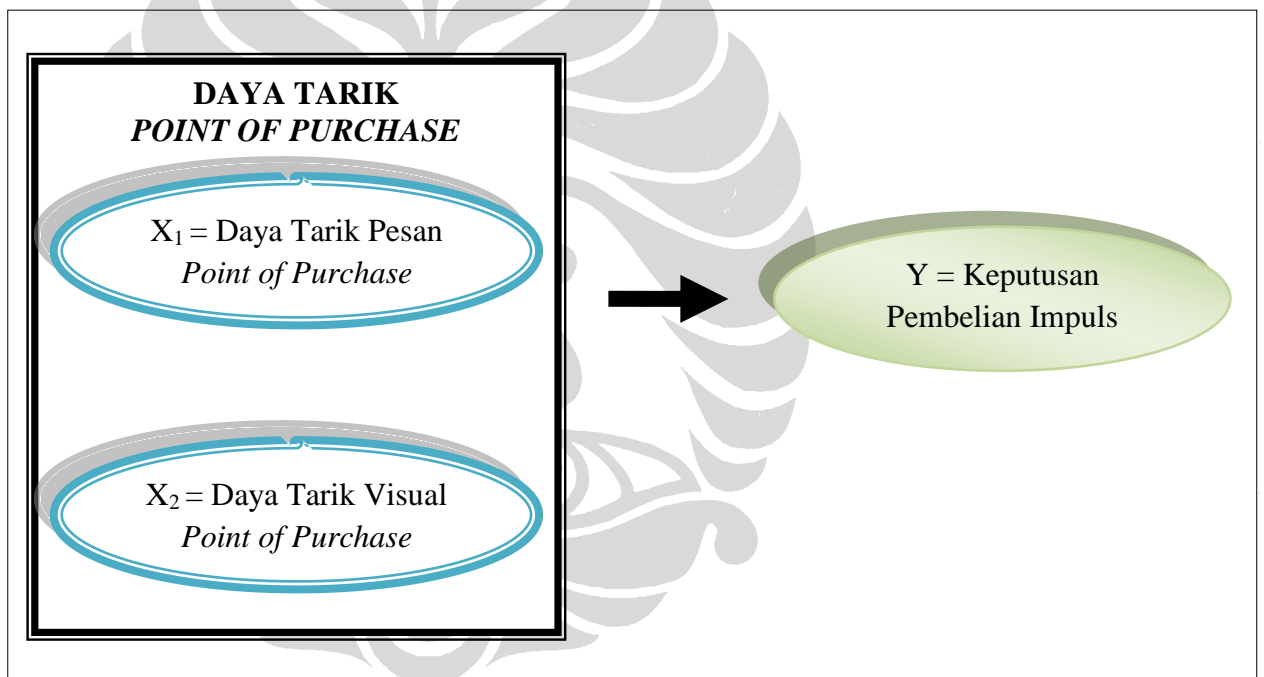 DAYA TARIK
POINT OF PURCHASE
X₁ = Daya Tarik Pesan
Point of Purchase
X₂ = Daya Tarik Visual
Point of Purchase
Y = Keputusan
Pembelian Impuls